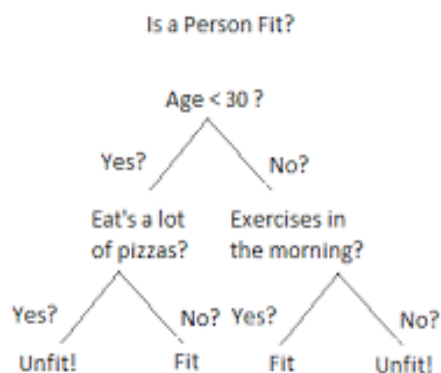 Is a Person Fit?
Age < 30 ?
Yes?
No?
Eat's a lot
of pizzas?
Exercises in
the morning?
Yes?
No?
Yes?
No?
Unfit!
Fit
Fit
Unfit!